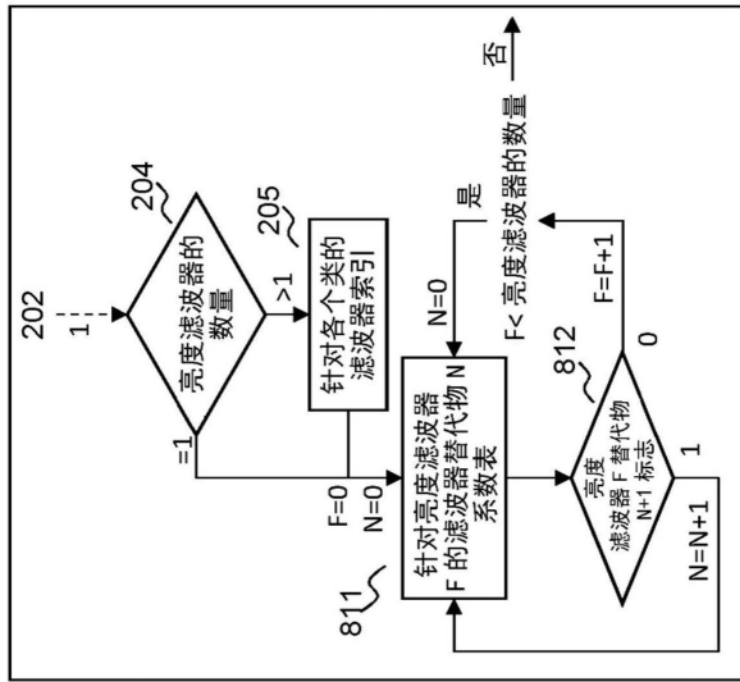 202
1
204
亮度滤波器的
数量
=1
>1
205
针对各个类的
滤波器索引
F=0
N=0
811
针对亮度滤波器
F 的滤波器替代物 N
系数表
N=0
是
F< 亮度滤波器的数量
否
812
亮度
滤波器 F 替代物
N+1 标志
0
F=F+1
1
N=N+1